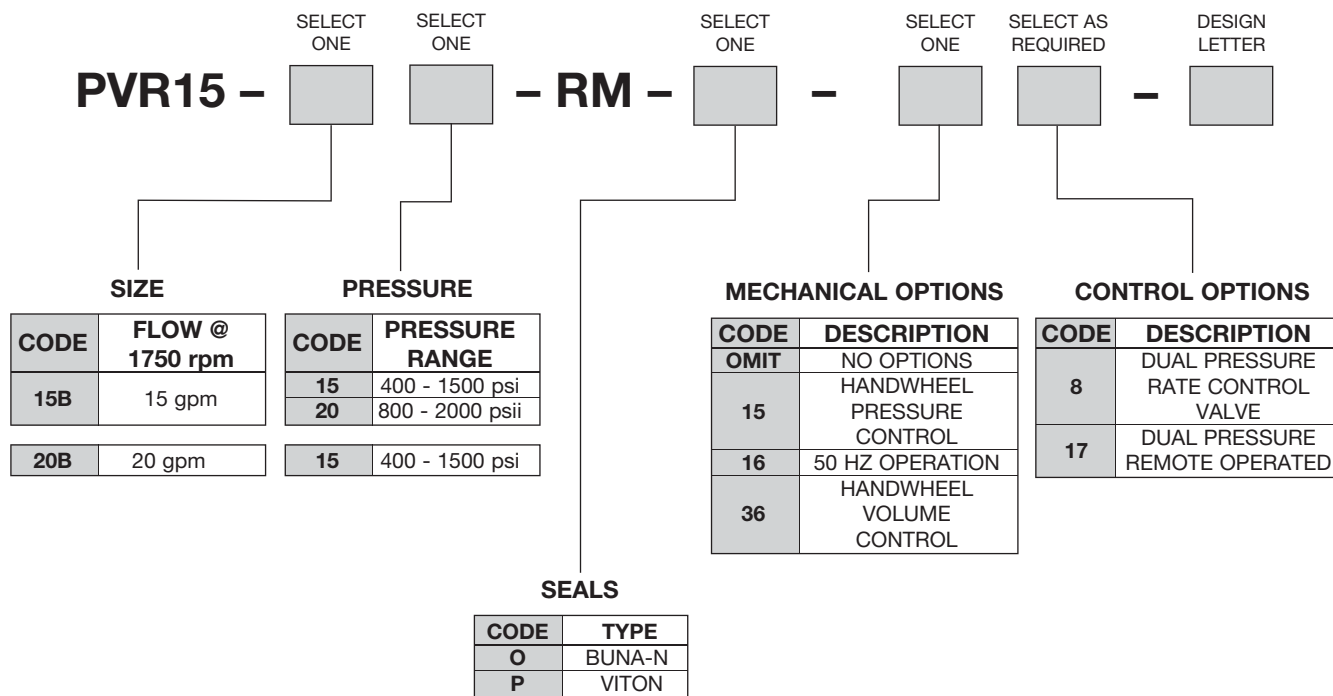 SELECT ONE
SELECT ONE
SELECT ONE
SELECT ONE
SELECT AS REQUIRED
DESIGN LETTER
PVR15 – – RM – – –
SIZE
CODE FLOW @ 1750 rpm
15B 15 gpm
20B 20 gpm
PRESSURE
CODE PRESSURE RANGE
15 400 - 1500 psi
20 800 - 2000 psii
15 400 - 1500 psi
MECHANICAL OPTIONS
CODE DESCRIPTION
OMIT NO OPTIONS
15 HANDWHEEL PRESSURE CONTROL
16 50 HZ OPERATION
36 HANDWHEEL VOLUME CONTROL
CONTROL OPTIONS
CODE DESCRIPTION
8 DUAL PRESSURE RATE CONTROL VALVE
17 DUAL PRESSURE REMOTE OPERATED
SEALS
CODE TYPE
O BUNA-N
P VITON